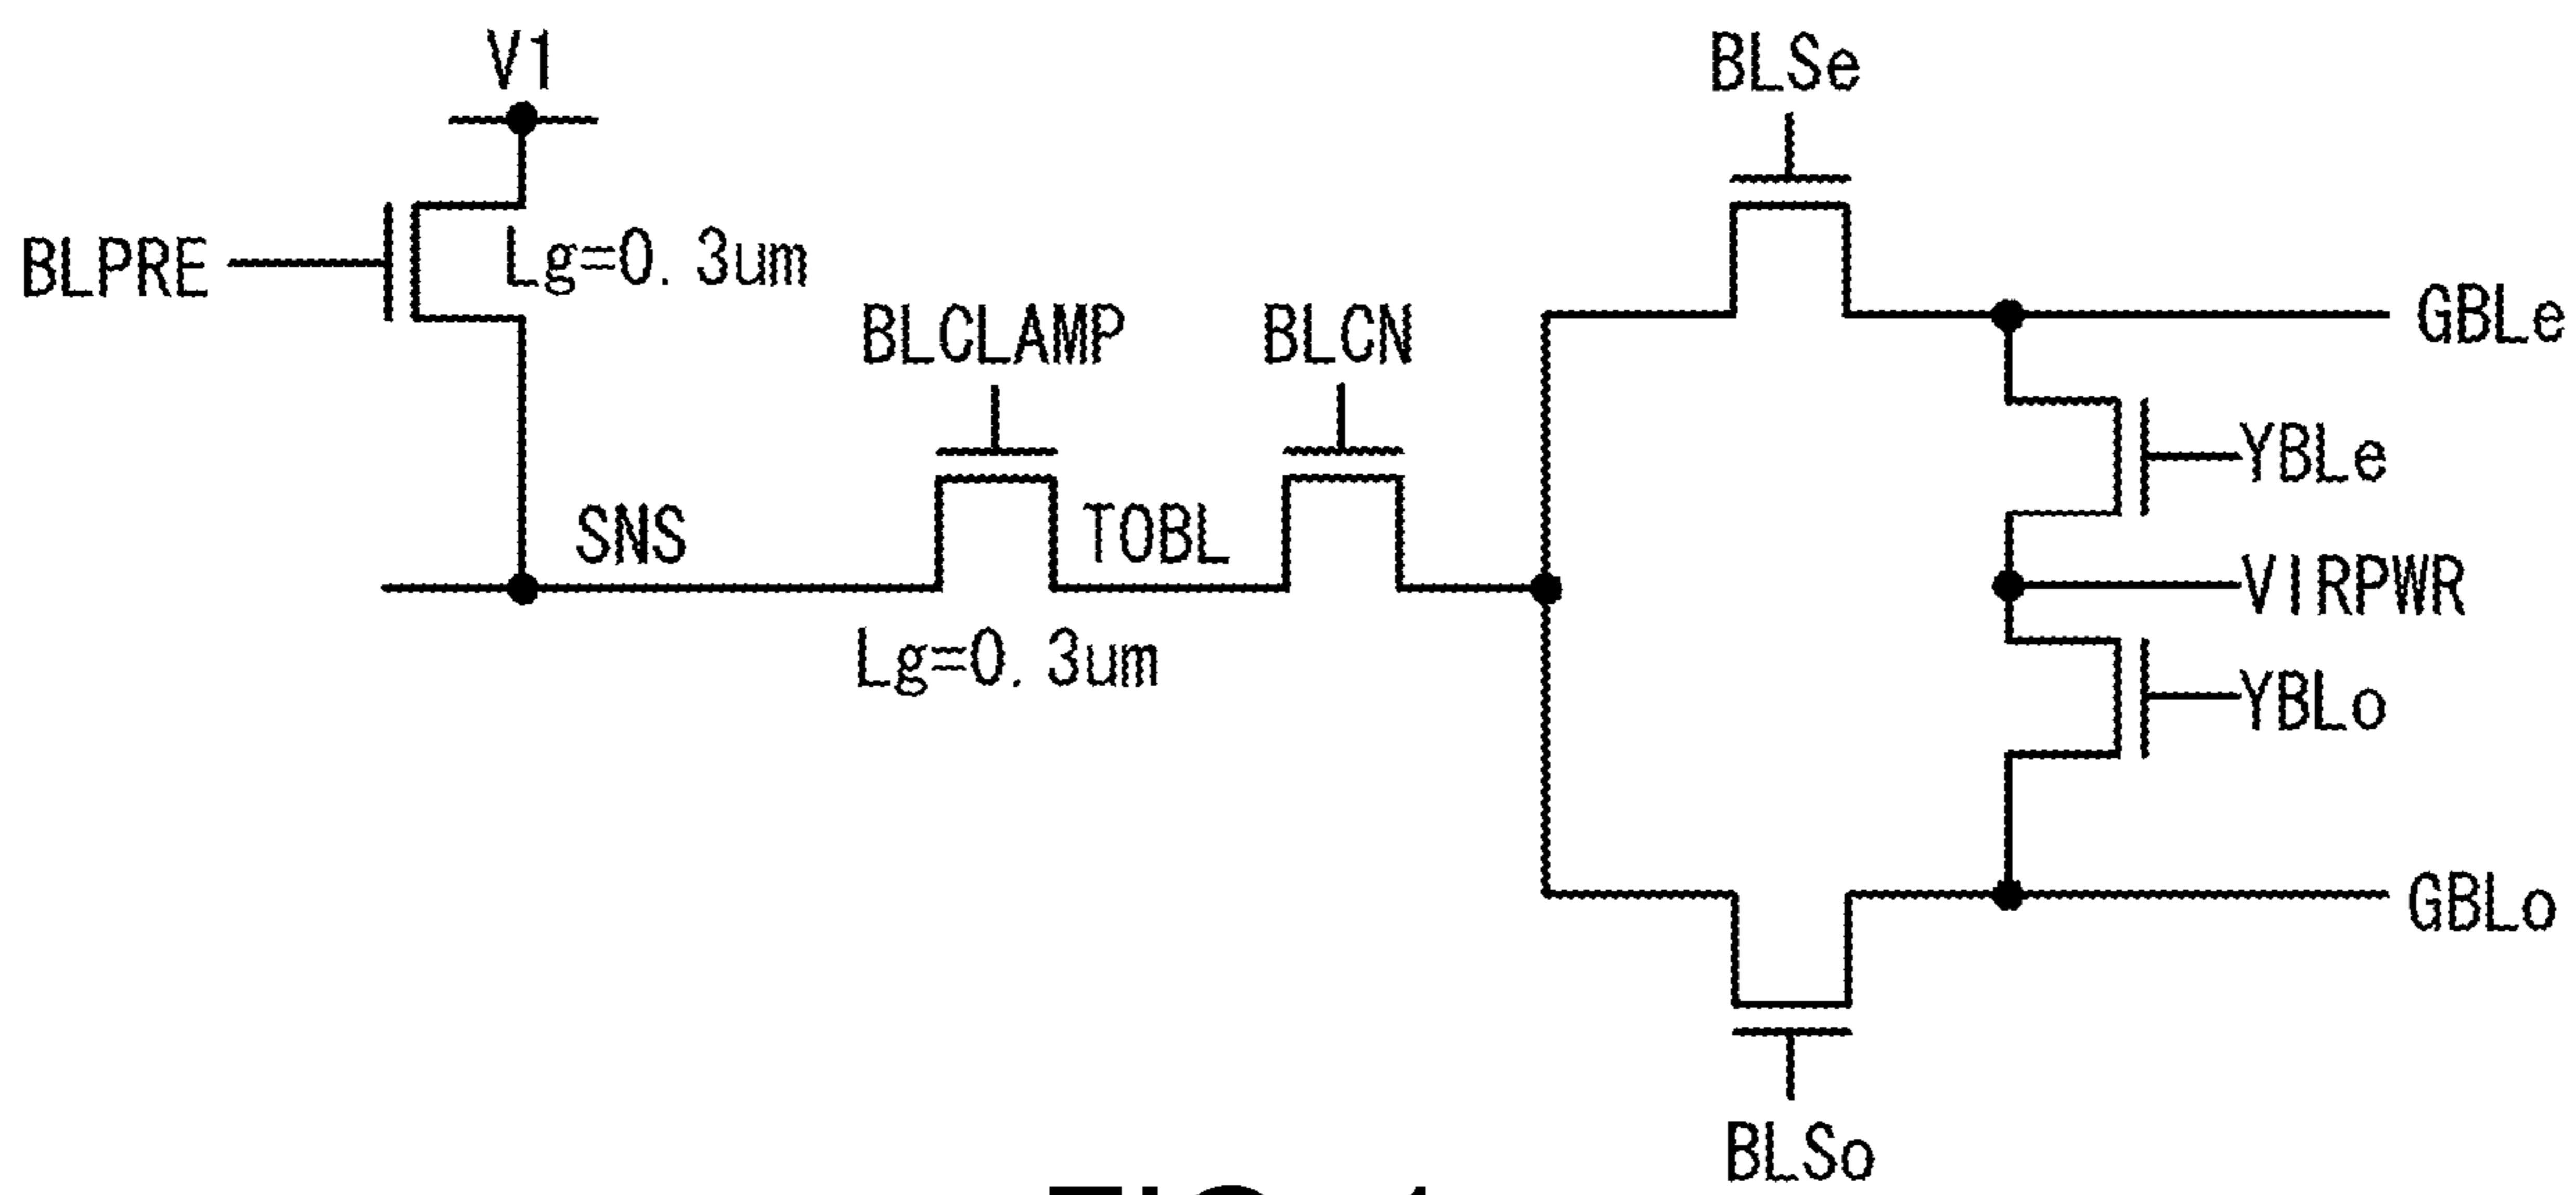 V1
BLSe
BLPRE
Lg=0.3um
BLCLAMP
BLCN
GBLe
YBLe
SNS
TOBL
VIRPWR
Lg=0.3um
YBLo
GBLo
BLSo